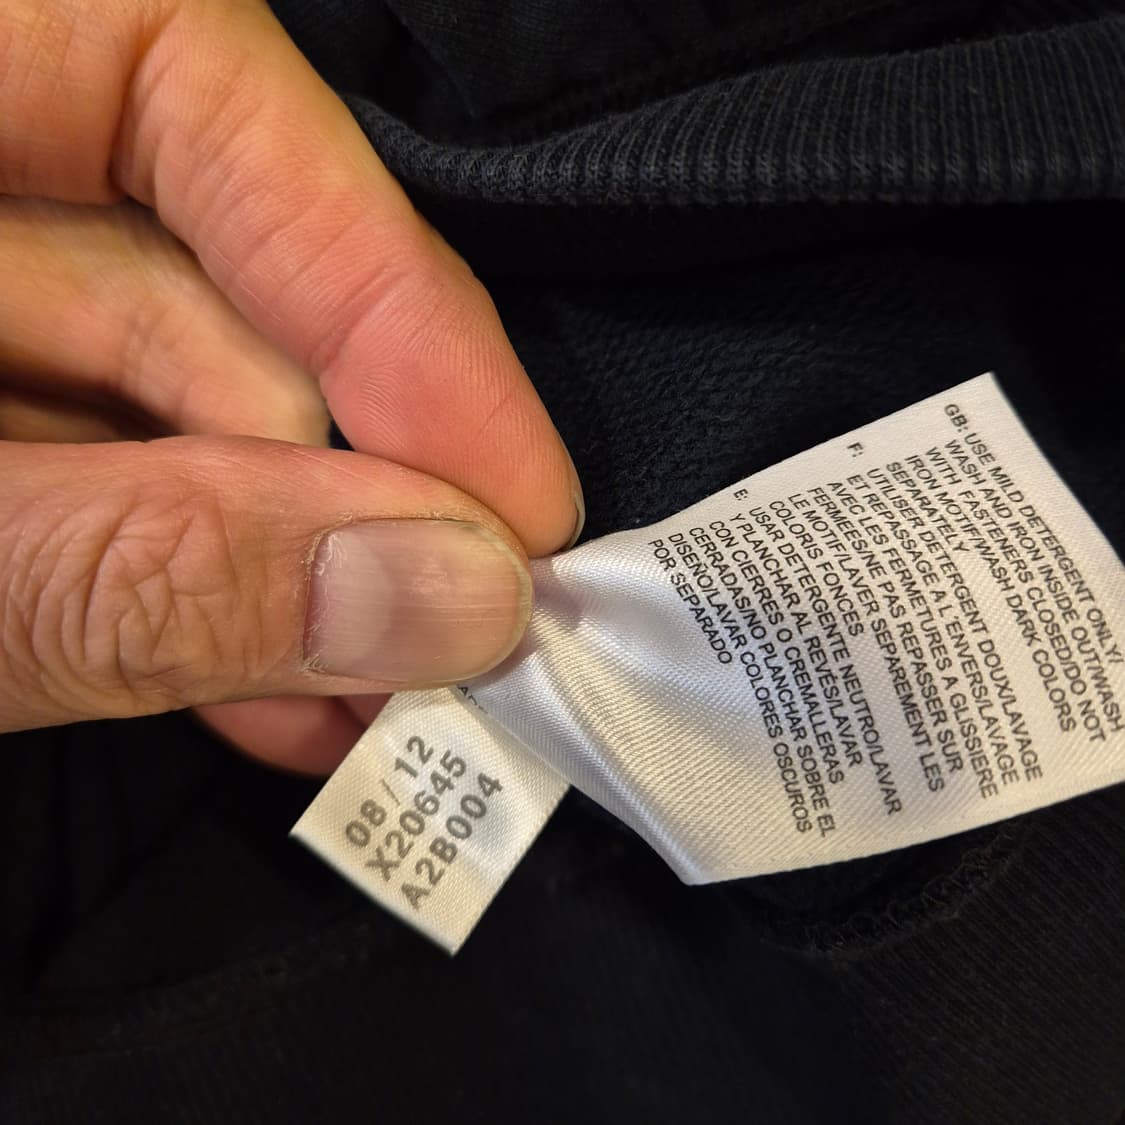 GB: USE MILD DETERGENT ONLY/
WASH AND IRON INSIDE OUT/WASH
WITH FASTENERS CLOSED/DO NOT
IRON MOTIF/WASH DARK COLORS
SEPARATELY
F: UTILISER DETERGENT DOUX/LAVAGE
ET REPASSAGE A L'ENVERS/LAVAGE
AVEC LES FERMETURES A GLISSIERE
FERMEES/NE PAS REPASSER SUR
LE MOTIF/LAVER SEPAREMENT LES
COLORIS FONCES
E: USAR DETERGENTE NEUTRO/LAVAR
Y PLANCHAR AL REVÉS/LAVAR
CON CIERRES O CREMALLERAS
CERRADAS/NO PLANCHAR SOBRE EL
DISEÑO/LAVAR COLORES OSCUROS
POR SEPARADO
08/12
X20645
A2B004